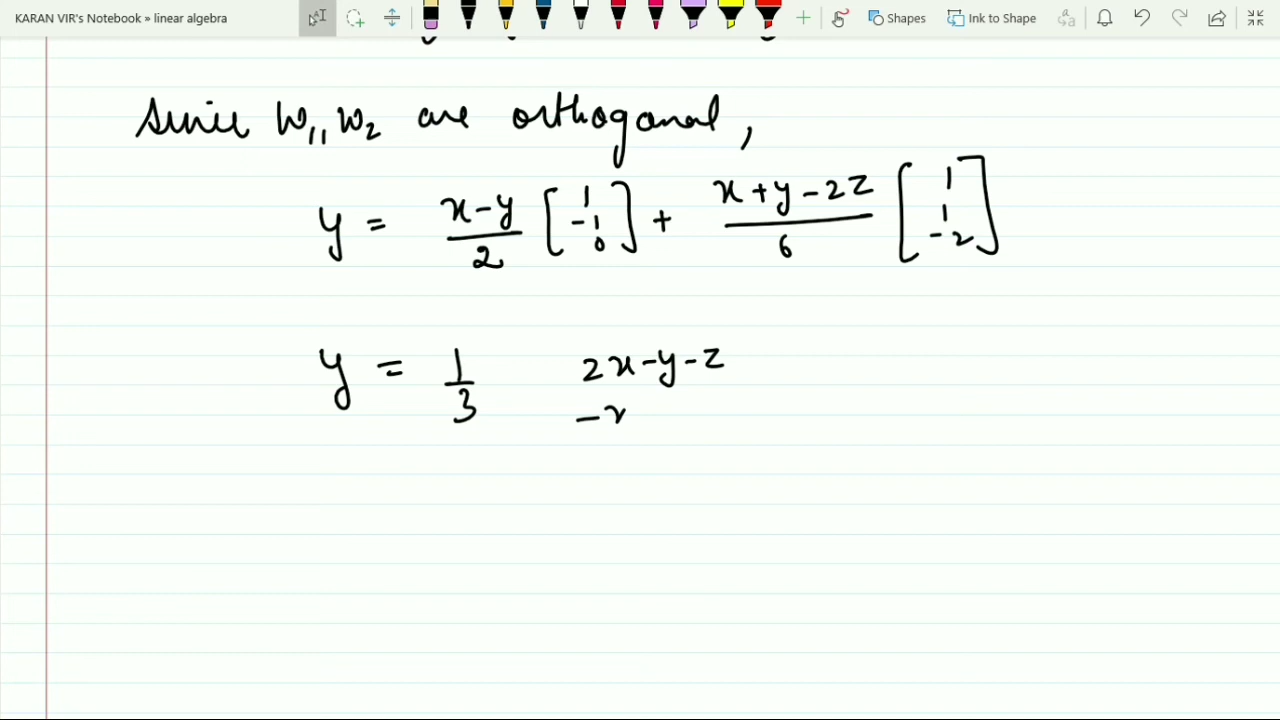 KARAN VIR's Notebook » linear algebra
Shapes
Ink to Shape
Since W₁, W₂ are orthoganal,
y = x-y/2 [1 -1 0] + x+y-2z/6 [1 1 -2]
y = 1/3 2x-y-z
-x